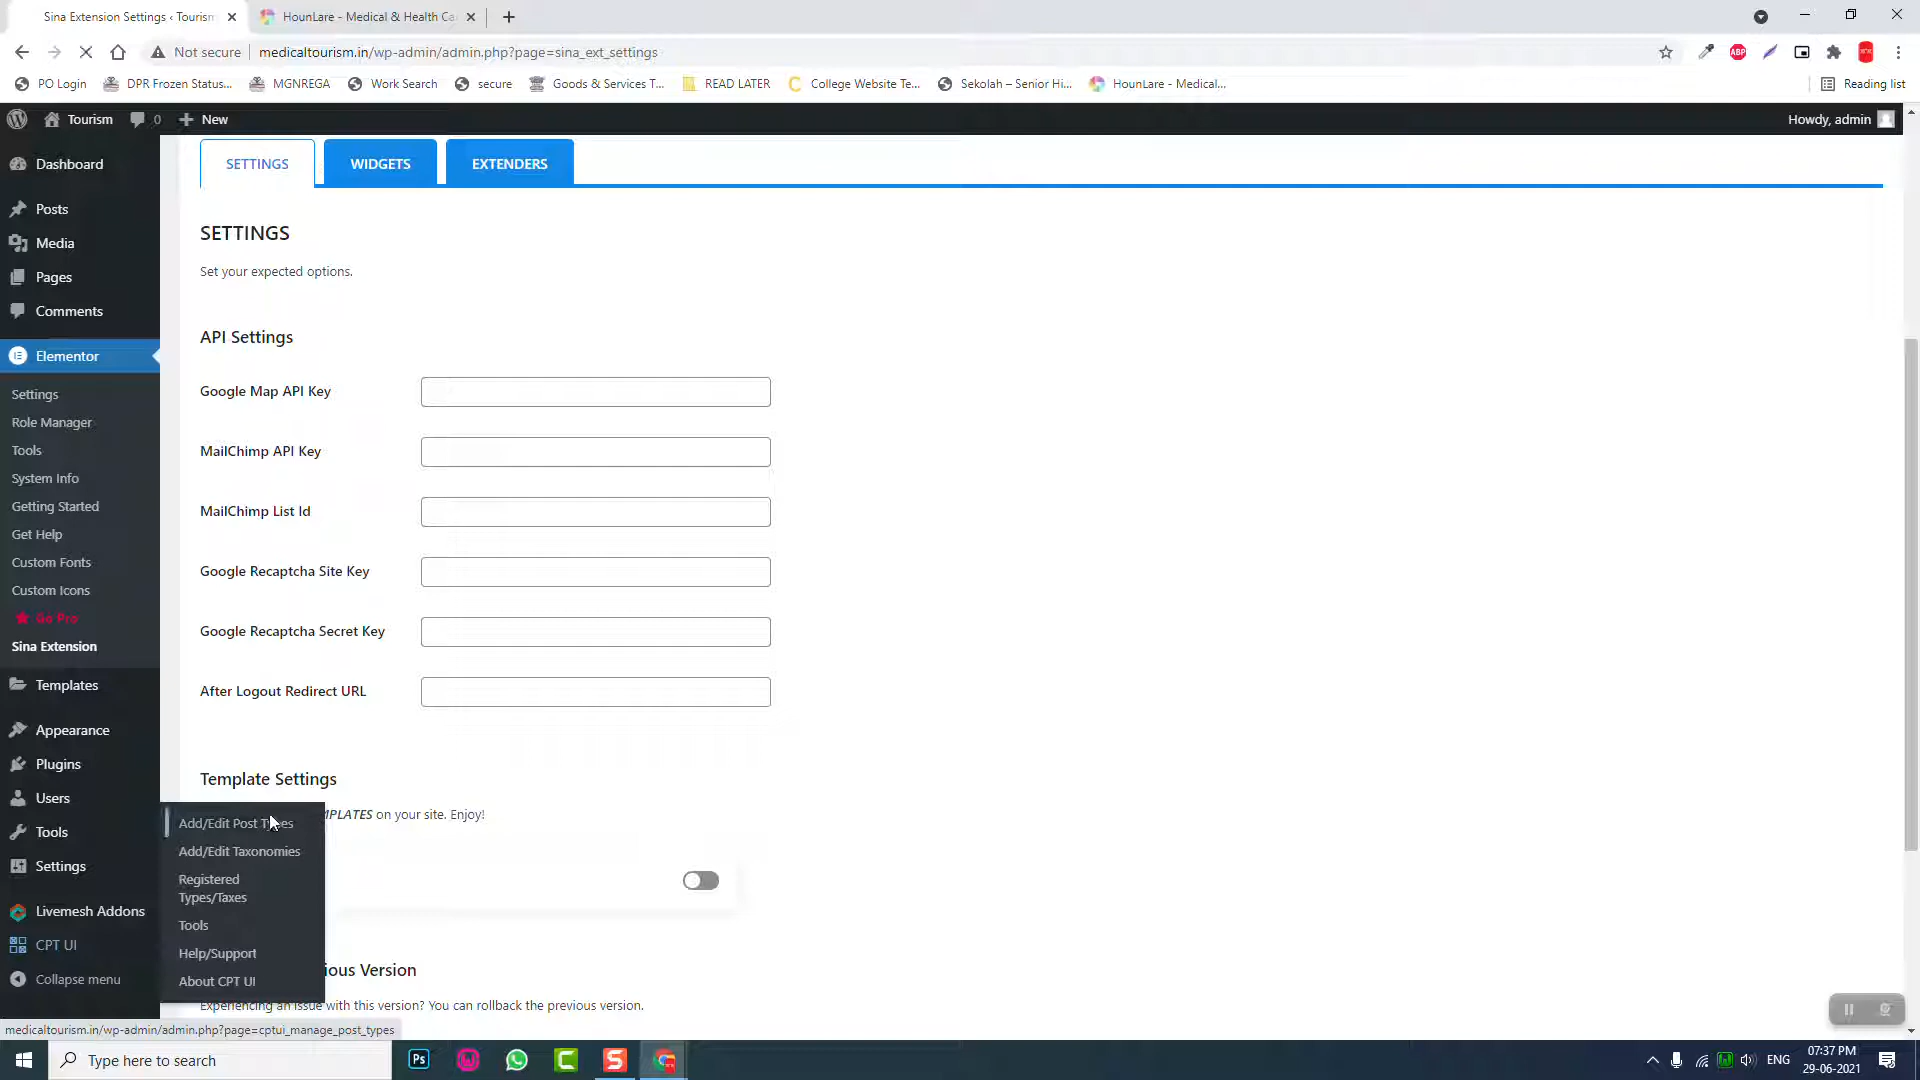 Sina Extension Settings ‹ Tourism
HounLare - Medical & Health Ca
Not secure
medicaltourism.in/wp-admin/admin.php?page=sina_ext_settings
PO Login
DPR Frozen Status...
MGNREGA
Work Search
secure
Goods & Services T...
READ LATER
College Website Te...
Sekolah – Senior Hi...
HounLare - Medical...
Reading list
Tourism
0
New
Howdy, admin
Dashboard
Posts
Media
Pages
Comments
Elementor
Settings
Role Manager
Tools
System Info
Getting Started
Get Help
Custom Fonts
Custom Icons
Go Pro
Sina Extension
Templates
Appearance
Plugins
Users
Tools
Settings
Livemesh Addons
CPT UI
Collapse menu
Add/Edit Post Types
Add/Edit Taxonomies
Registered
Types/Taxes
Tools
Help/Support
About CPT UI
SETTINGS
WIDGETS
EXTENDERS
SETTINGS
Set your expected options.
API Settings
Google Map API Key
MailChimp API Key
MailChimp List Id
Google Recaptcha Site Key
Google Recaptcha Secret Key
After Logout Redirect URL
Template Settings
MPLATES on your site. Enjoy!
ious Version
Experiencing an issue with this version? You can rollback the previous version.
medicaltourism.in/wp-admin/admin.php?page=cptui_manage_post_types
Type here to search
Ps
ENG
07:37 PM
29-06-2021
ABP